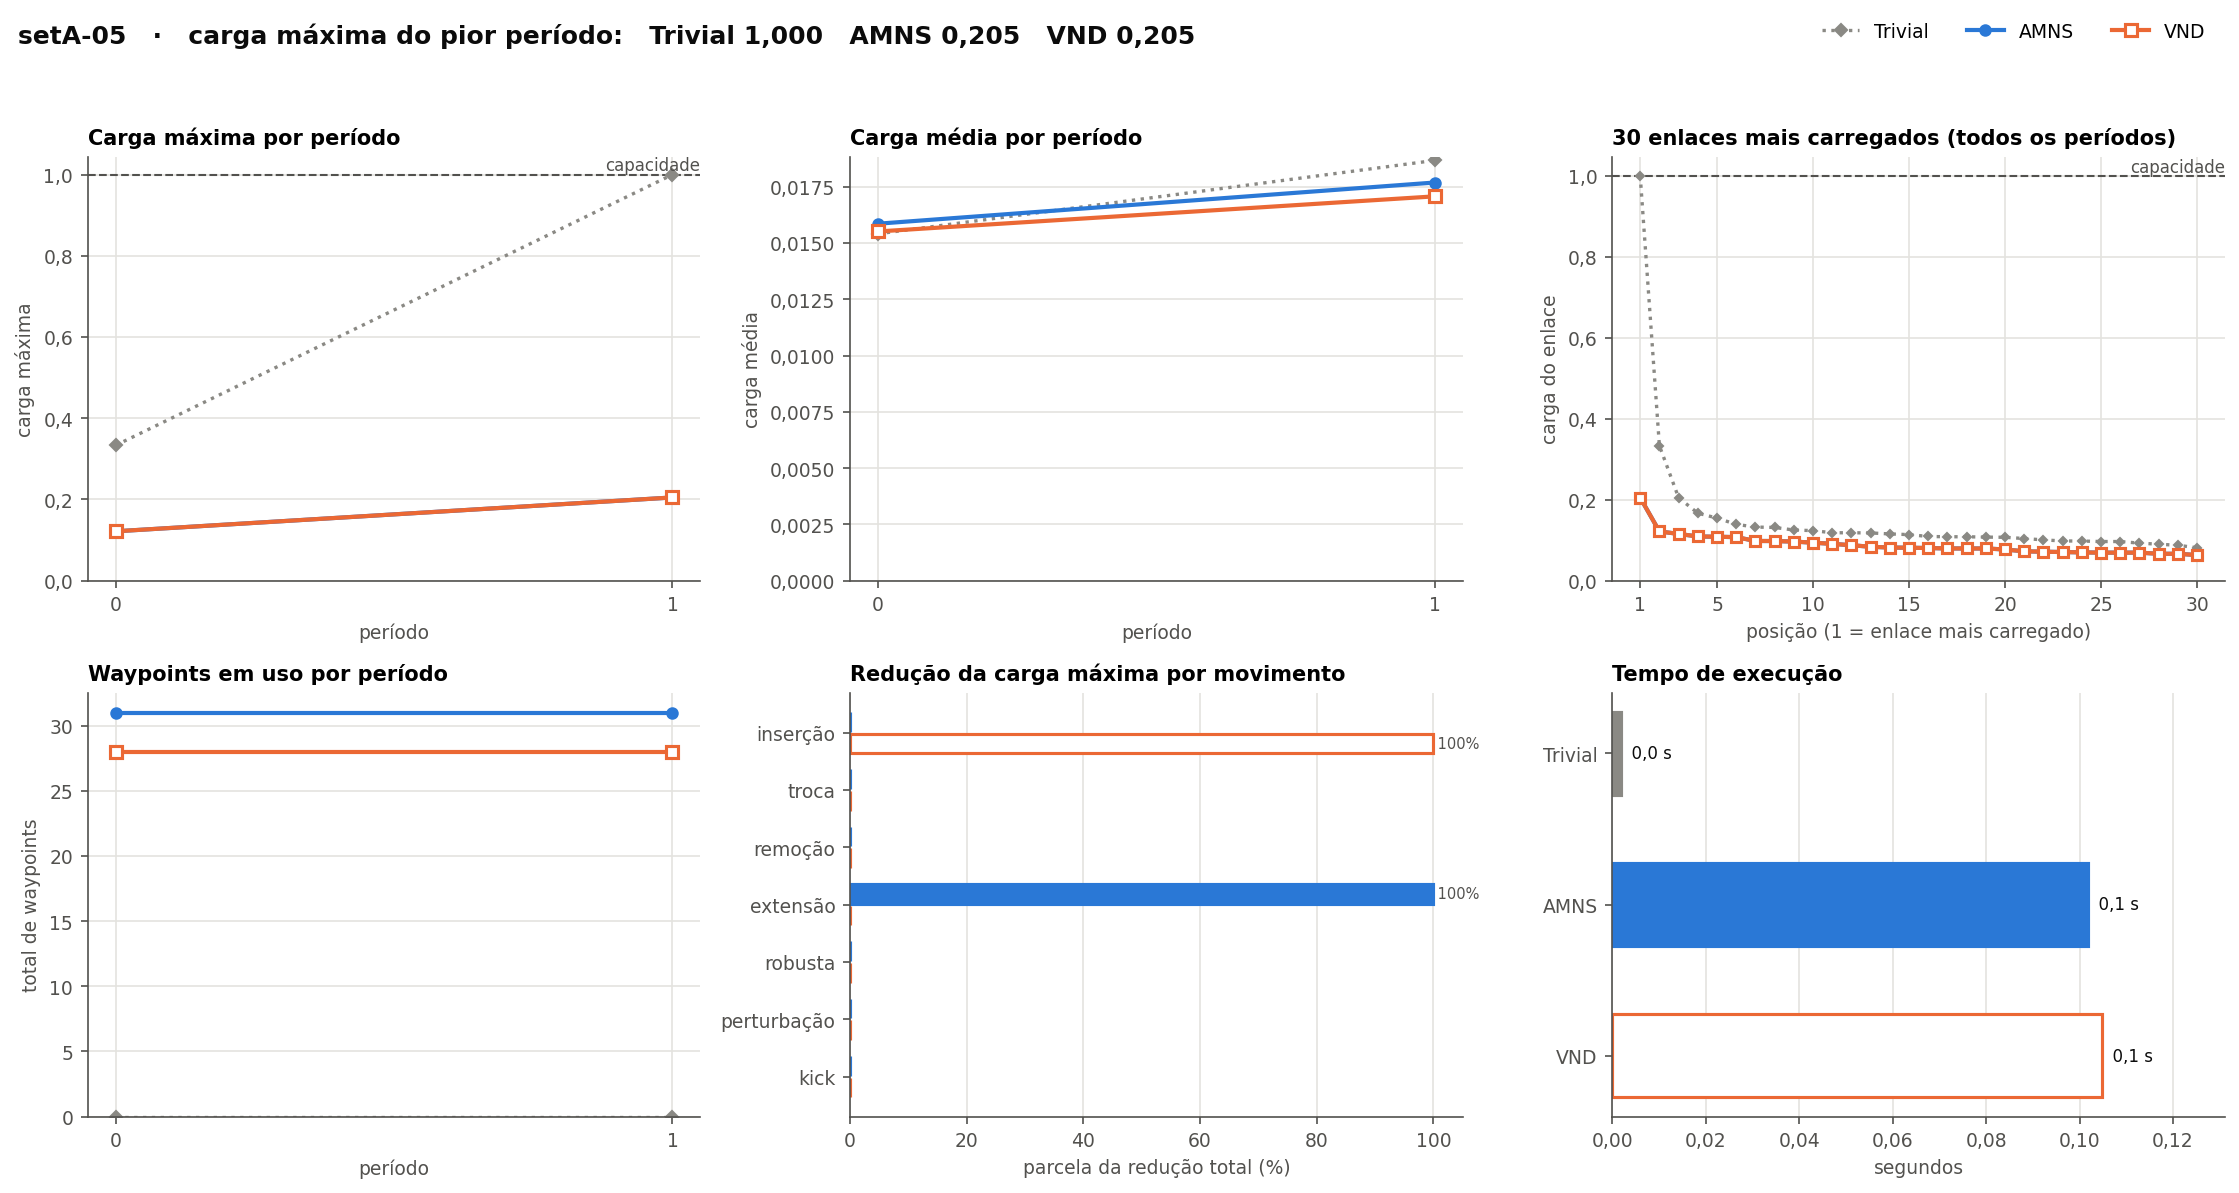 setA-05 · carga máxima do pior período: Trivial 1,000 AMNS 0,205 VND 0,205
Trivial AMNS VND
Carga máxima por período
capacidade
1,0
0,8
0,6
0,4
0,2
0,0
carga máxima
0 1
período
Carga média por período
0,0175
0,0150
0,0125
0,0100
0,0075
0,0050
0,0025
0,0000
carga média
0 1
período
30 enlaces mais carregados (todos os períodos)
capacidade
1,0
0,8
0,6
0,4
0,2
0,0
carga do enlace
1 5 10 15 20 25 30
posição (1 = enlace mais carregado)
Waypoints em uso por período
30
25
20
15
10
5
0
total de waypoints
0 1
período
Redução da carga máxima por movimento
inserção 100%
troca
remoção
extensão 100%
robusta
perturbação
kick
0 20 40 60 80 100
parcela da redução total (%)
Tempo de execução
Trivial 0,0 s
AMNS 0,1 s
VND 0,1 s
0,00 0,02 0,04 0,06 0,08 0,10 0,12
segundos